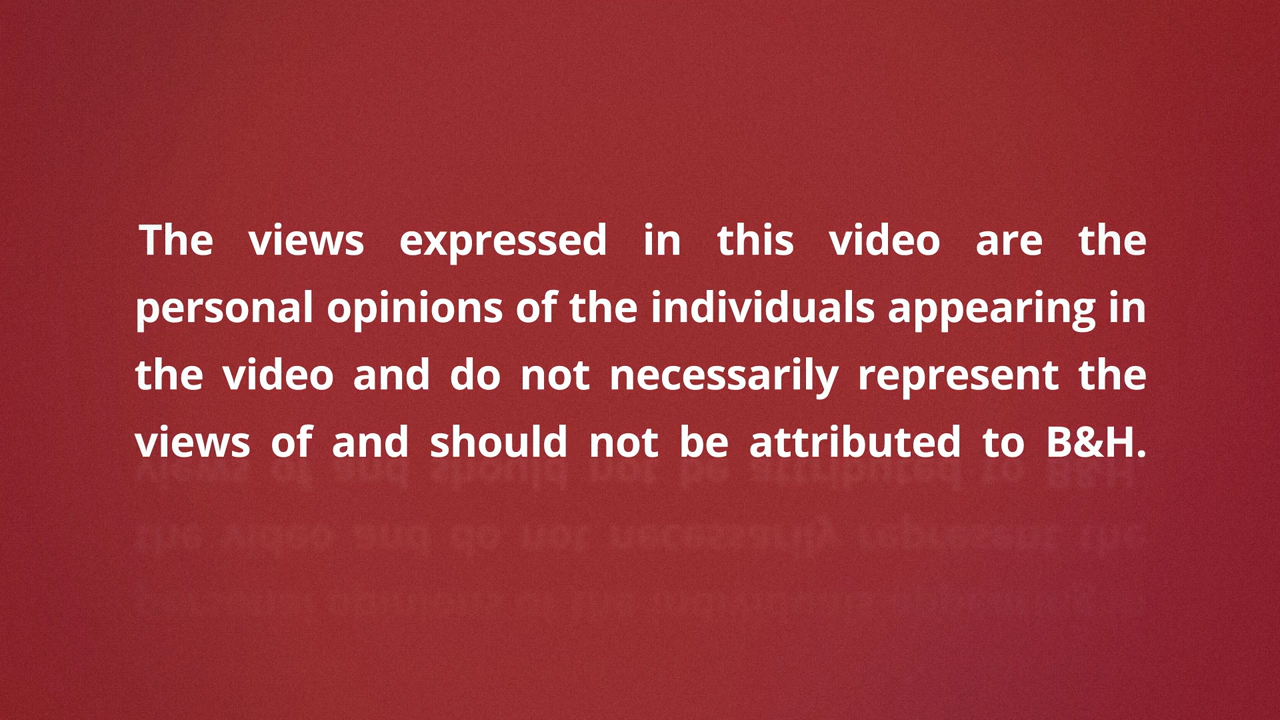 The views expressed in this video are the
personal opinions of the individuals appearing in
the video and do not necessarily represent the
views of and should not be attributed to B&H.